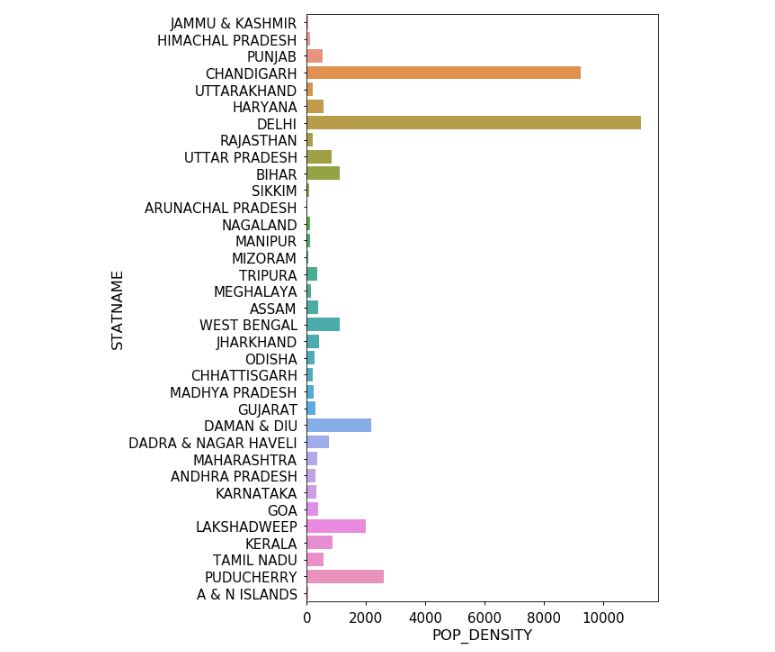 JAMMU & KASHMIR
HIMACHAL PRADESH
PUNJAB
CHANDIGARH
UTTARAKHAND
HARYANA
DELHI
RAJASTHAN
UTTAR PRADESH
BIHAR
SIKKIM
ARUNACHAL PRADESH
NAGALAND
MANIPUR
MIZORAM
TRIPURA
MEGHALAYA
ASSAM
WEST BENGAL
JHARKHAND
ODISHA
CHHATTISGARH
MADHYA PRADESH
GUJARAT
DAMAN & DIU
DADRA & NAGAR HAVELI
MAHARASHTRA
ANDHRA PRADESH
KARNATAKA
GOA
LAKSHADWEEP
KERALA
TAMIL NADU
PUDUCHERRY
A & N ISLANDS
STATNAME
0 2000 4000 6000 8000 10000
POP_DENSITY